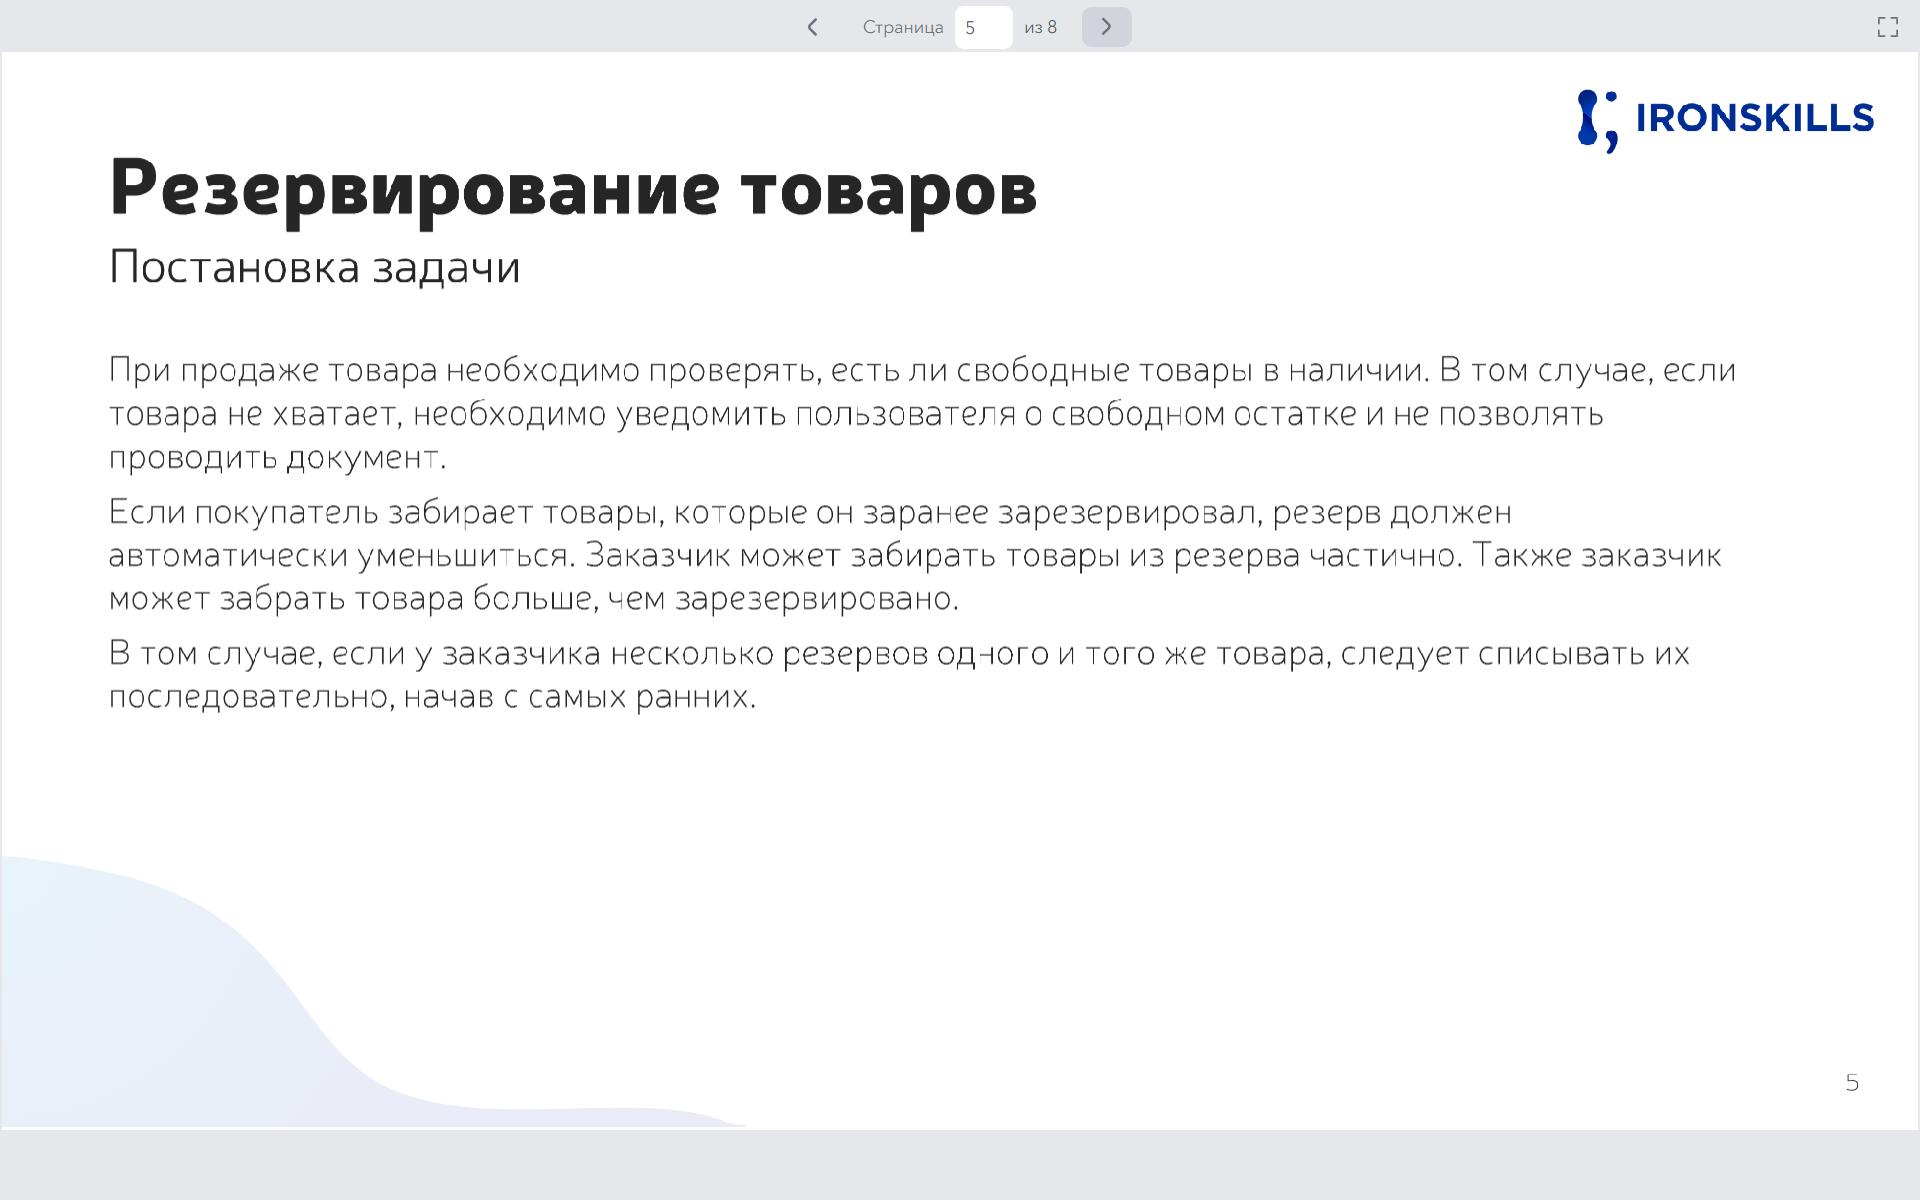 Страница 5 из 8
IRONSKILLS
Резервирование товаров
Постановка задачи
При продаже товара необходимо проверять, есть ли свободные товары в наличии. В том случае, если
товара не хватает, необходимо уведомить пользователя о свободном остатке и не позволять
проводить документ.
Если покупатель забирает товары, которые он заранее зарезервировал, резерв должен
автоматически уменьшиться. Заказчик может забирать товары из резерва частично. Также заказчик
может забрать товара больше, чем зарезервировано.
В том случае, если у заказчика несколько резервов одного и того же товара, следует списывать их
последовательно, начав с самых ранних.
5